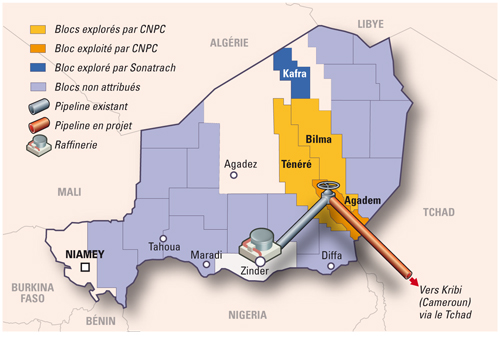 Blocs explorés par CNPC
Bloc exploité par CNPC
Bloc exploré par Sonatrach
Blocs non attribués
Pipeline existant
Pipeline en projet
Raffinerie
ALGÉRIE
LIBYE
Kafra
Bilma
Ténéré
Agadez
Agadem
MALI
TCHAD
Tahoua
Maradi
Zinder
Diffa
NIAMEY
BURKINA
FASO
BÉNIN
NIGERIA
Vers Kribi
(Cameroun)
via le Tchad